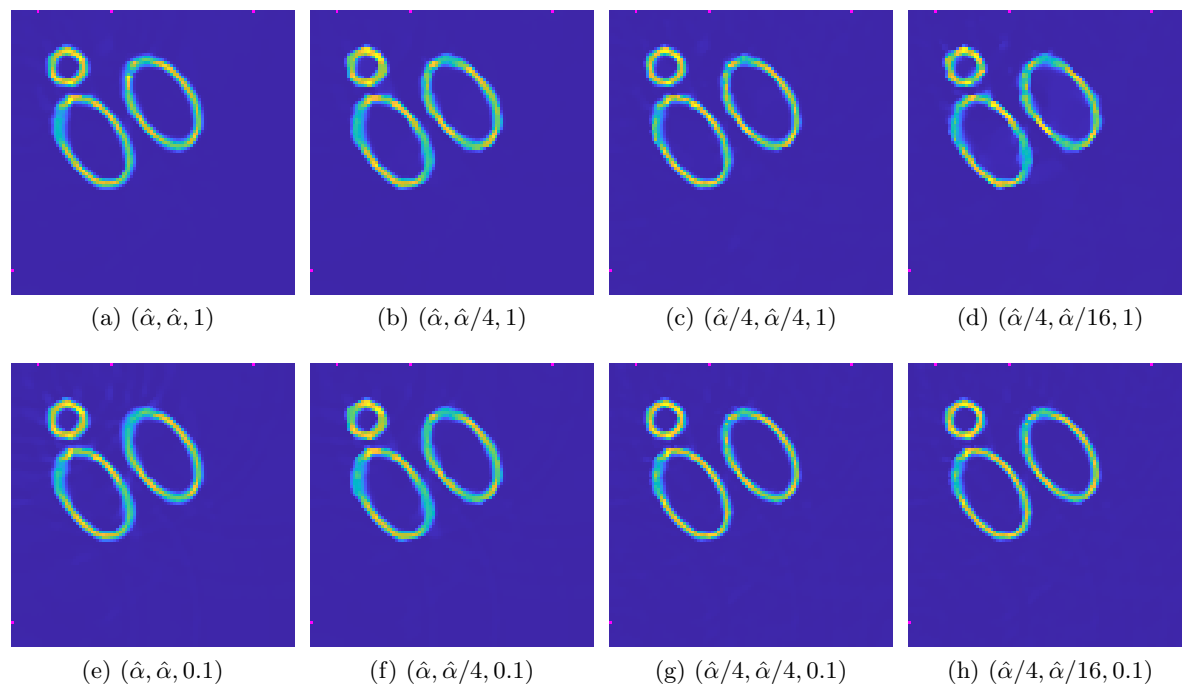 (a) (α̂, α̂, 1)
(b) (α̂, α̂/4, 1)
(c) (α̂/4, α̂/4, 1)
(d) (α̂/4, α̂/16, 1)
(e) (α̂, α̂, 0.1)
(f) (α̂, α̂/4, 0.1)
(g) (α̂/4, α̂/4, 0.1)
(h) (α̂/4, α̂/16, 0.1)